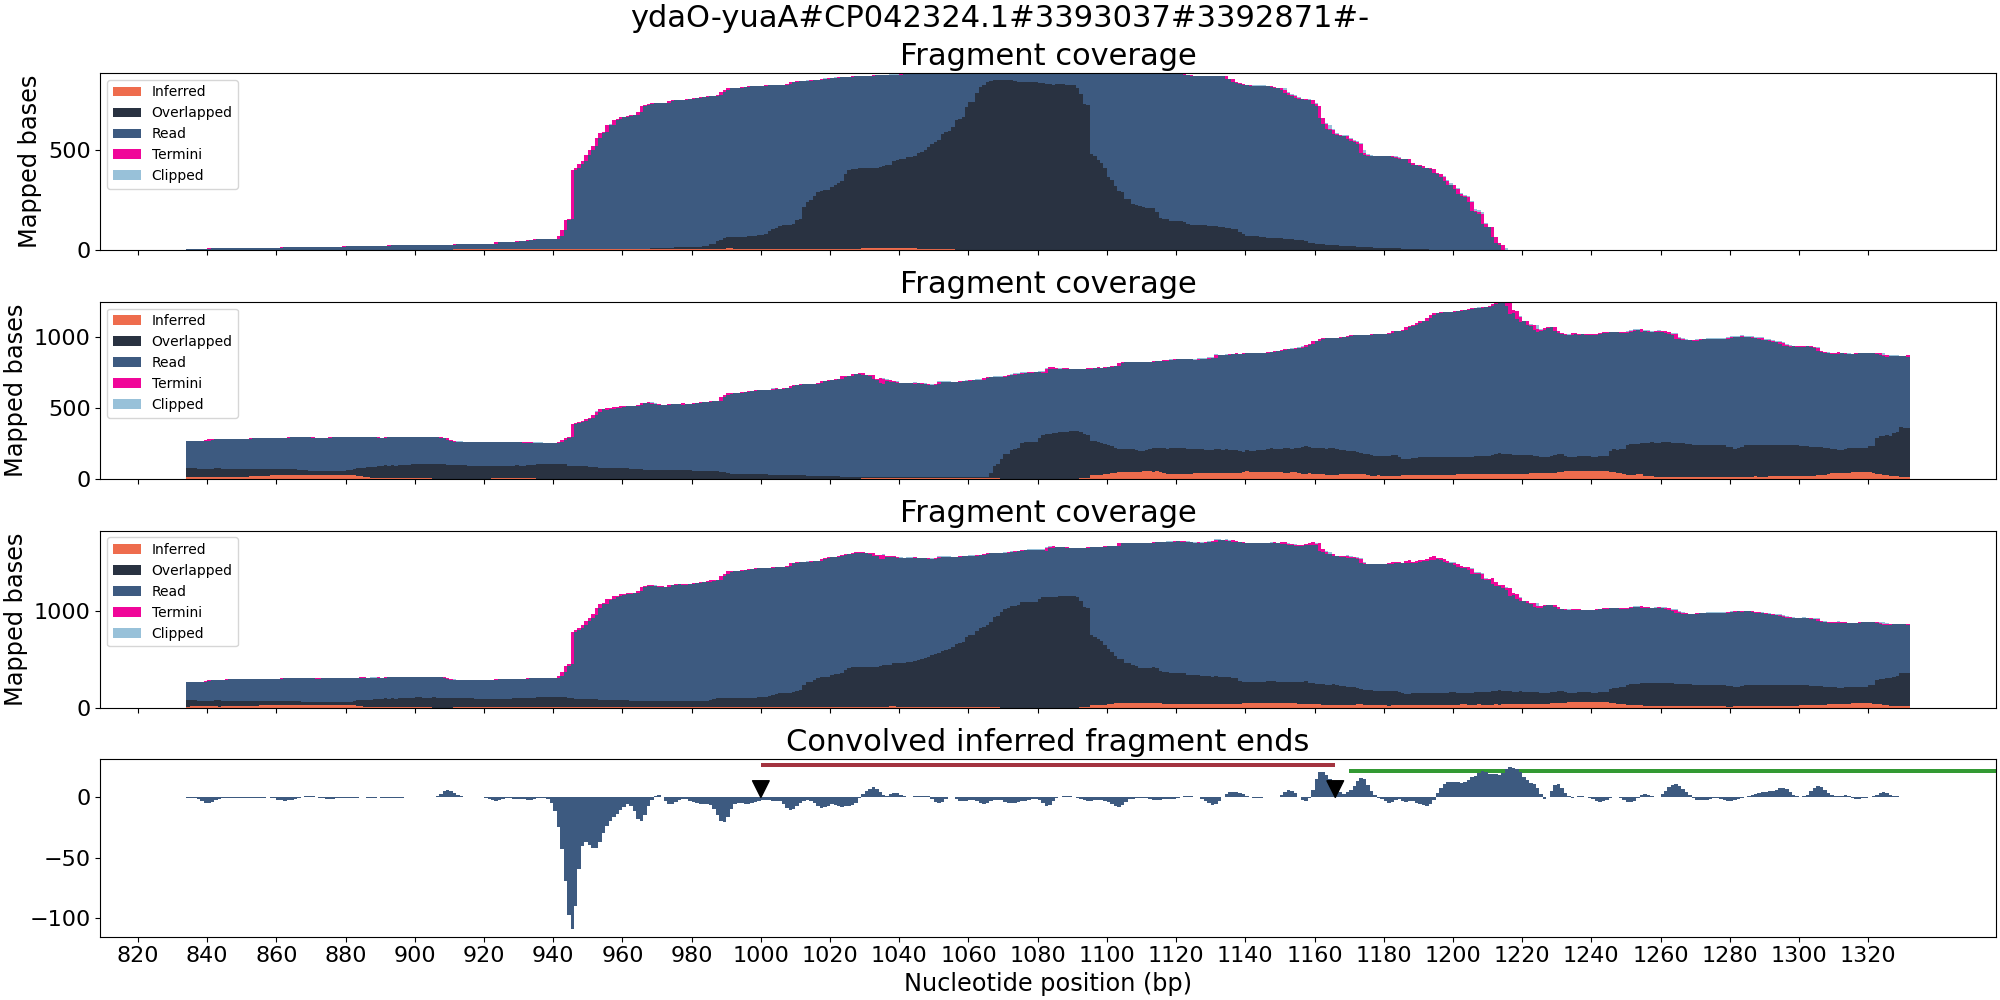 ydaO-yuaA#CP042324.1#3393037#3392871#-
Fragment coverage
Mapped bases
500
0
Inferred
Overlapped
Read
Termini
Clipped
Fragment coverage
Mapped bases
1000
500
0
Inferred
Overlapped
Read
Termini
Clipped
Fragment coverage
Mapped bases
1000
0
Inferred
Overlapped
Read
Termini
Clipped
Convolved inferred fragment ends
0
−50
−100
820 840 860 880 900 920 940 960 980 1000 1020 1040 1060 1080 1100 1120 1140 1160 1180 1200 1220 1240 1260 1280 1300 1320
Nucleotide position (bp)